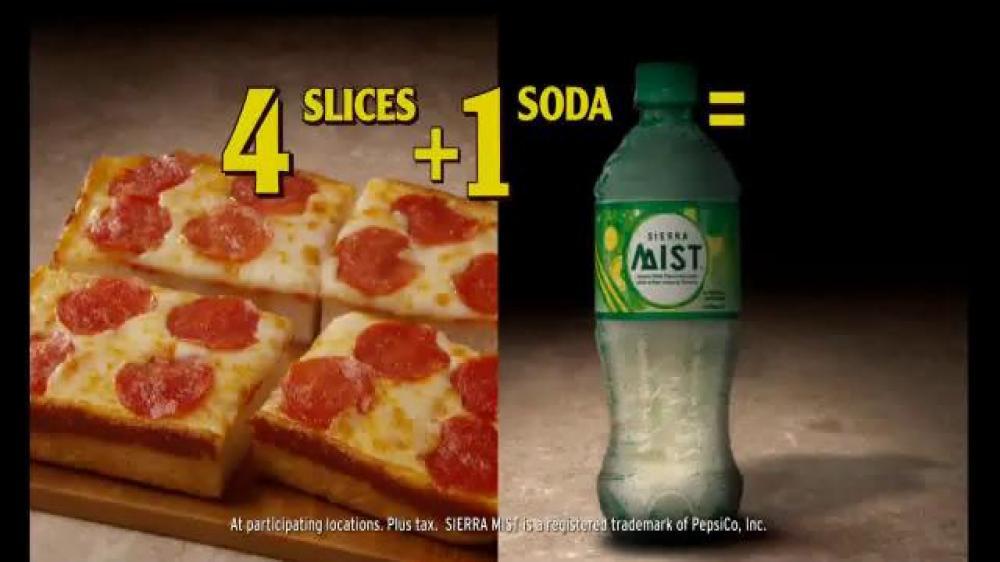 4 SLICES + 1 SODA =
SIERRA
MIST
At participating locations. Plus tax. SIERRA MIST is a registered trademark of PepsiCo, Inc.